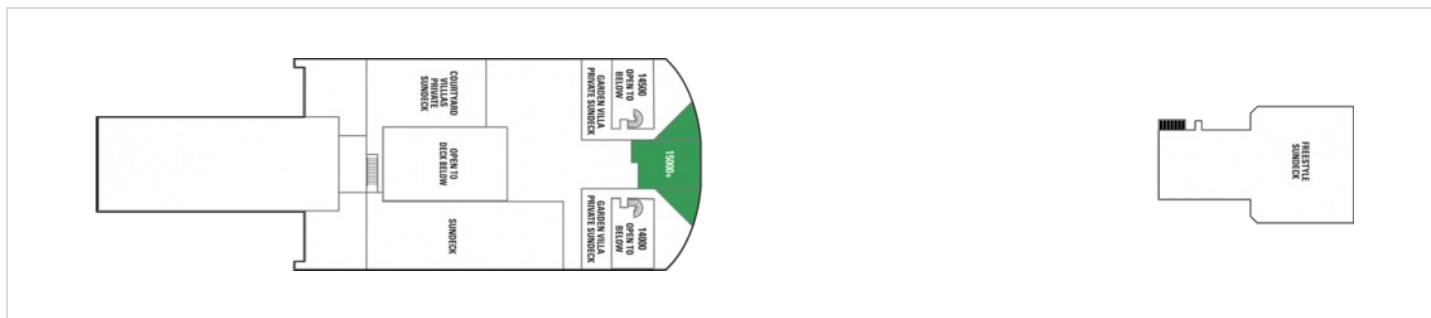 COURTYARD
VILLLAS
PRIVATE
SUNDECK
OPEN TO
DECK BELOW
SUNDECK
14500
OPEN TO
BELOW
GARDEN VILLA
PRIVATE SUNDECK
15000+
14000
OPEN TO
BELOW
GARDEN VILLA
PRIVATE SUNDECK
FREESTYLE
SUNDECK